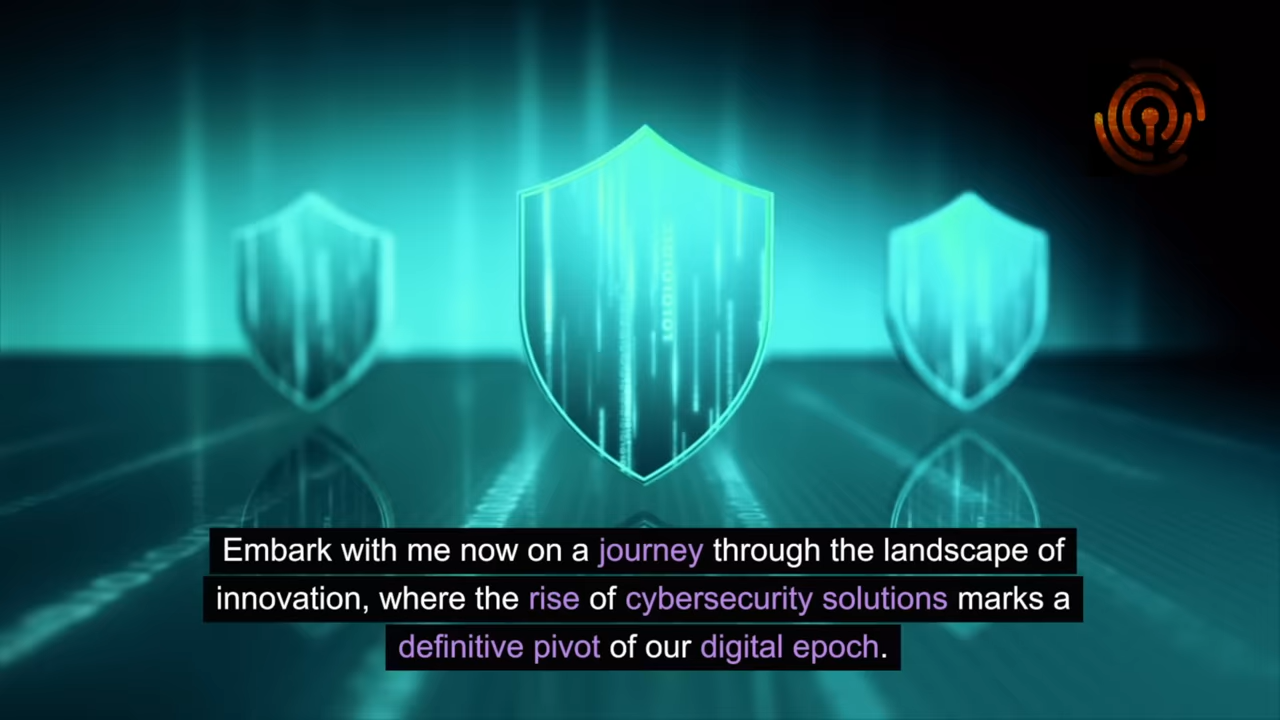 Embark with me now on a journey through the landscape of
innovation, where the rise of cybersecurity solutions marks a
definitive pivot of our digital epoch.